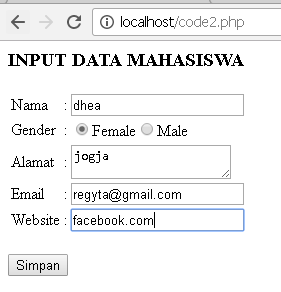 localhost/code2.php
INPUT DATA MAHASISWA
Nama : dhea
Gender : Female Male
Alamat : jogja
Email : regyta@gmail.com
Website : facebook.com
Simpan